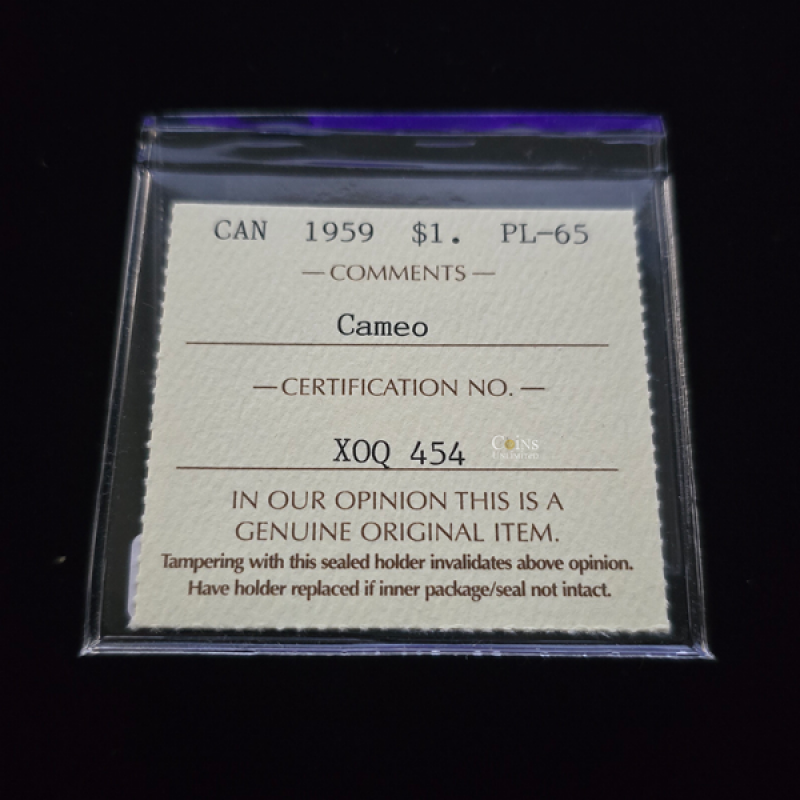 CAN 1959 $1. PL-65
— COMMENTS —
Cameo
— CERTIFICATION NO. —
XOQ 454
COiNS
UNLIMITED
IN OUR OPINION THIS IS A
GENUINE ORIGINAL ITEM.
Tampering with this sealed holder invalidates above opinion.
Have holder replaced if inner package/seal not intact.